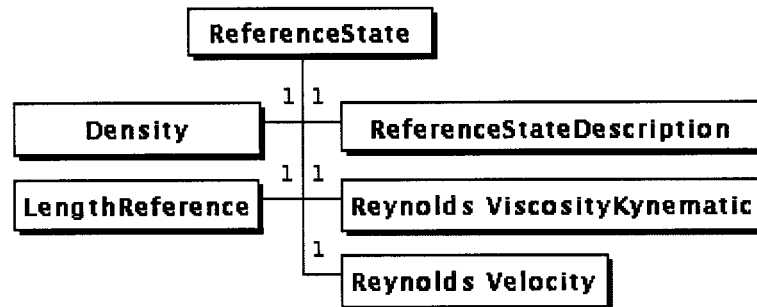 ReferenceState
1 1
Density ReferenceStateDescription
1 1
LengthReference Reynolds ViscosityKynematic
1
Reynolds Velocity